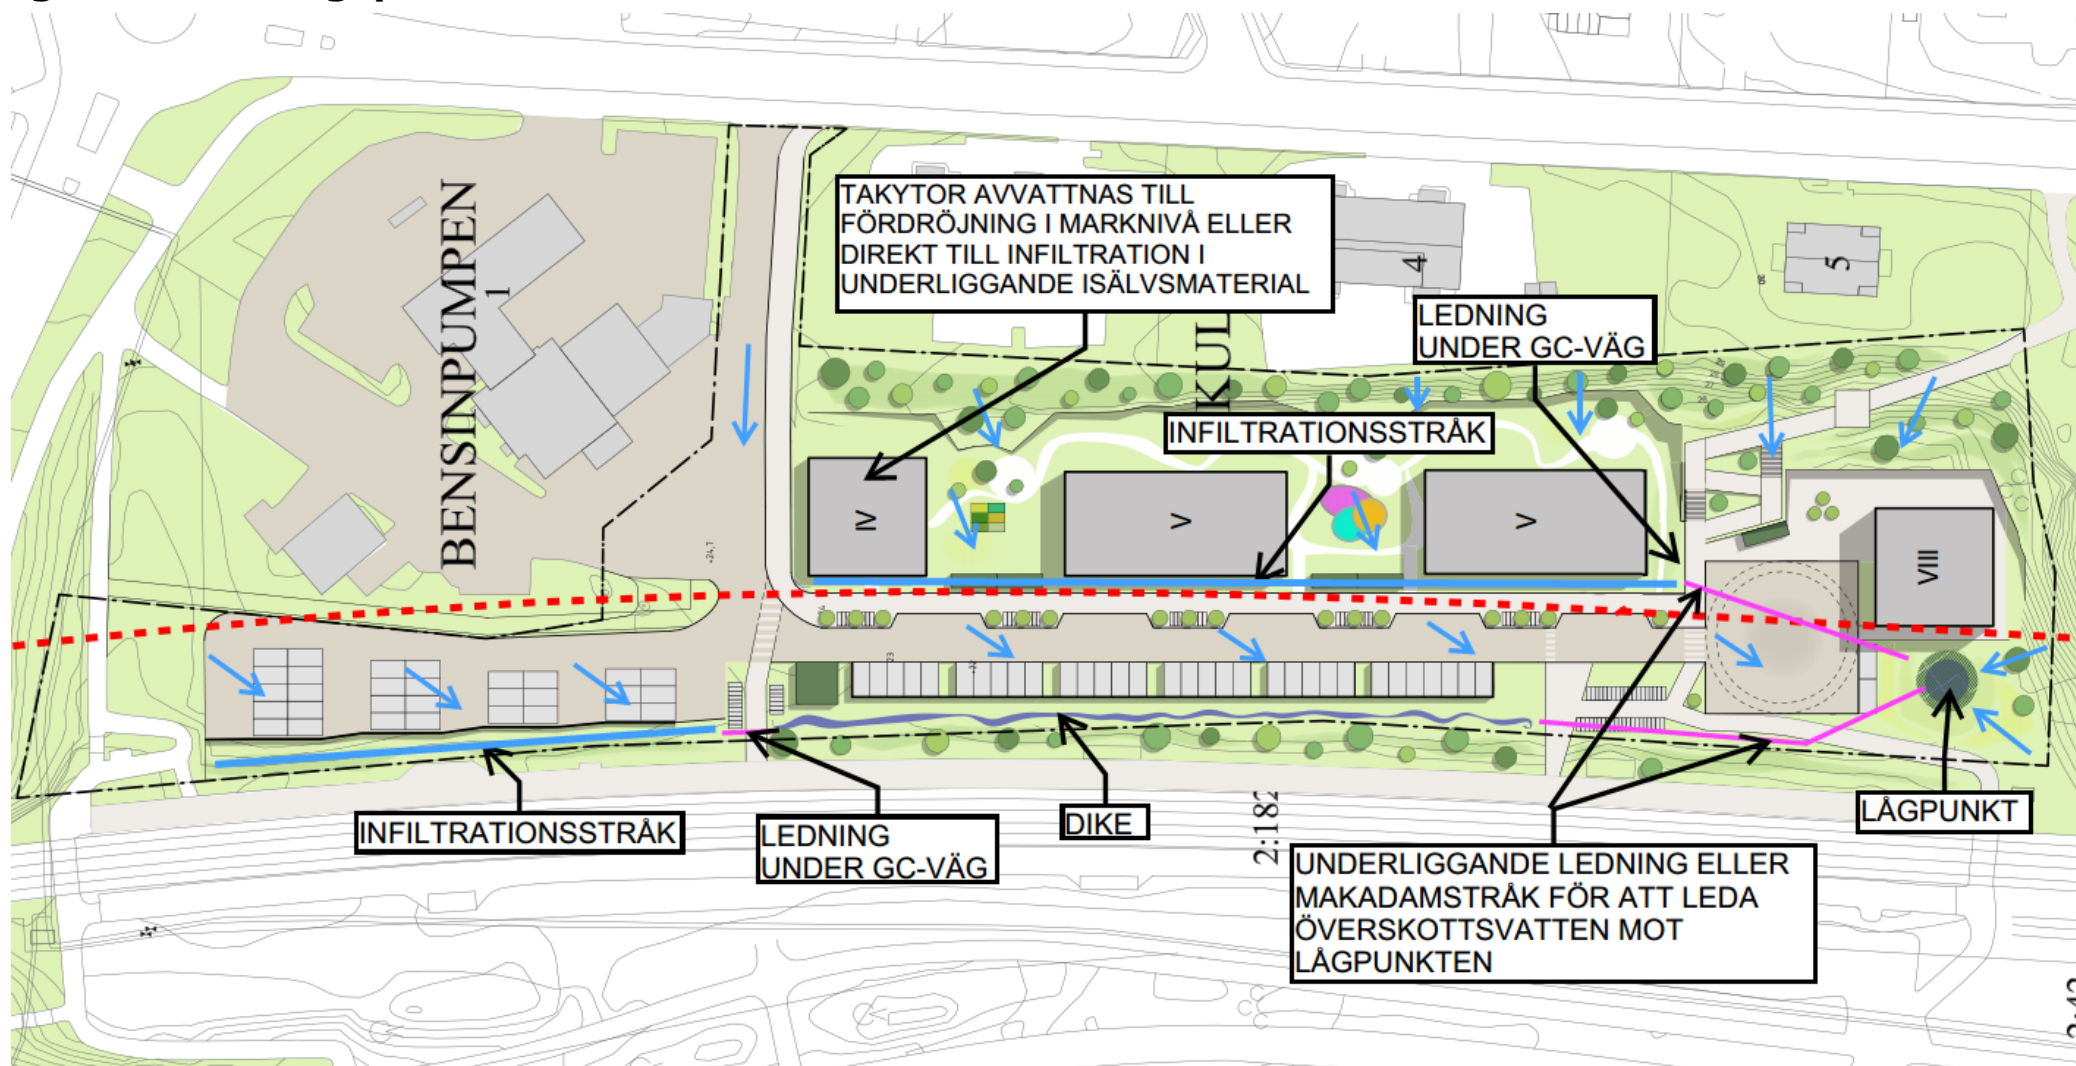 TAKYTOR AVVATTNAS TILL
FÖRDRÖJNING I MARKNIVÅ ELLER
DIREKT TILL INFILTRATION I
UNDERLIGGANDE ISÄLVSMATERIAL
BENSINPUMPEN
1
KUL
4
5
LEDNING
UNDER GC-VÄG
INFILTRATIONSSTRÅK
IV
V
V
VIII
INFILTRATIONSSTRÅK
LEDNING
UNDER GC-VÄG
DIKE
2:182
UNDERLIGGANDE LEDNING ELLER
MAKADAMSTRÅK FÖR ATT LEDA
ÖVERSKOTTSVATTEN MOT
LÅGPUNKTEN
LÅGPUNKT